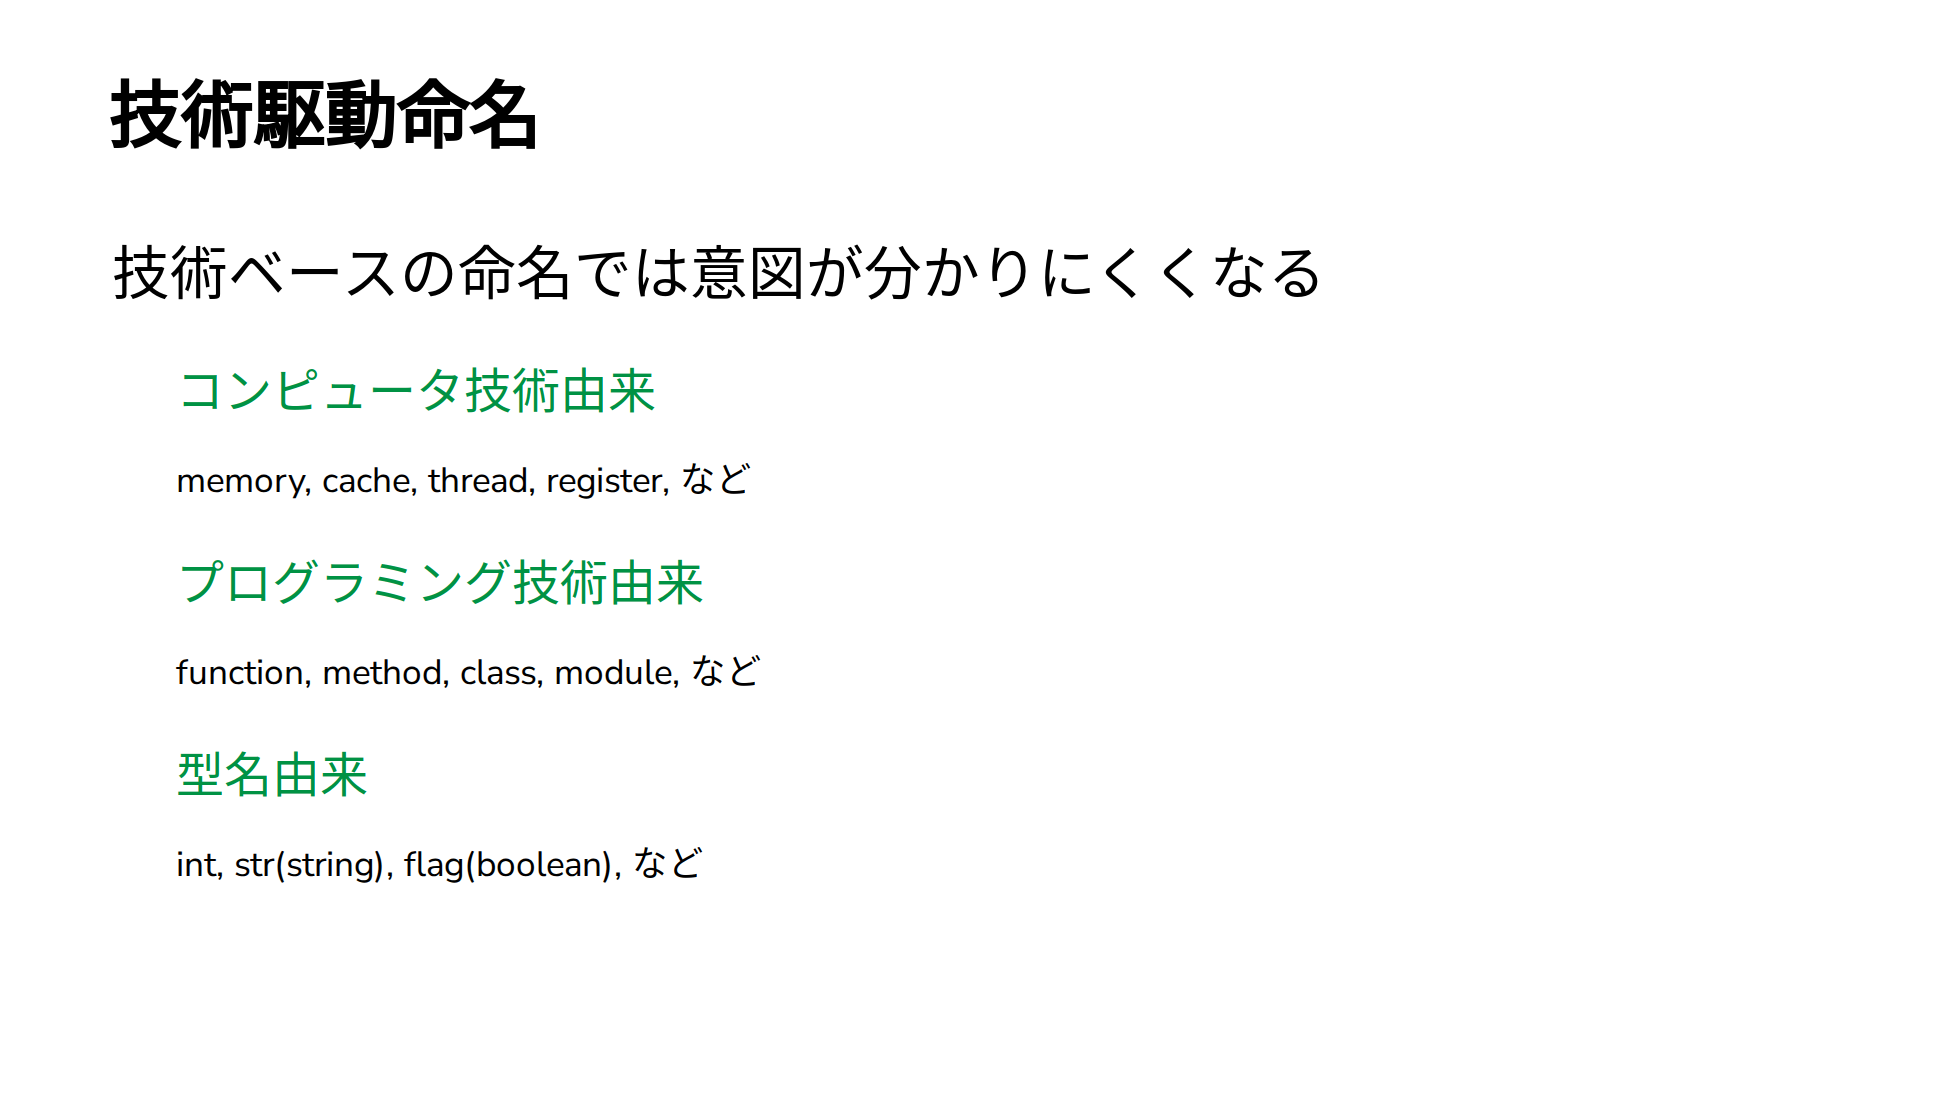 技術駆動命名
技術ベースの命名では意図が分かりにくくなる
コンピュータ技術由来
memory, cache, thread, register, など
プログラミング技術由来
function, method, class, module, など
型名由来
int, str(string), flag(boolean), など